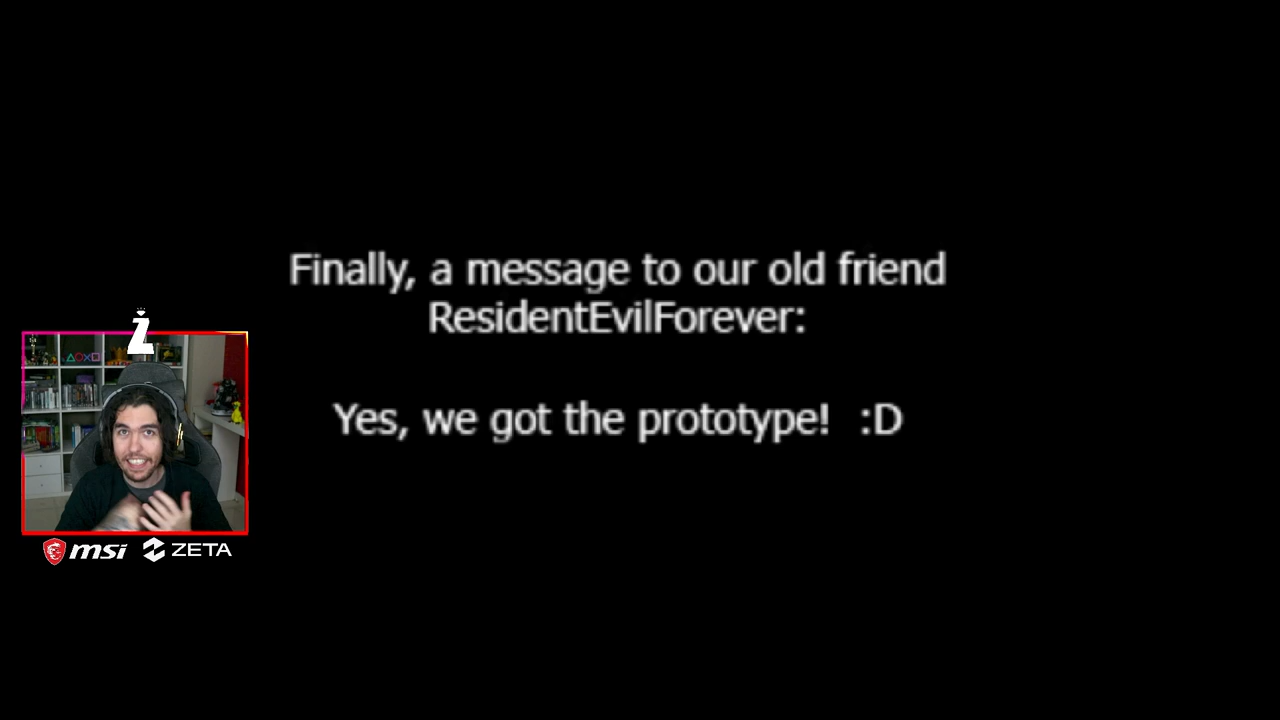 Finally, a message to our old friend
ResidentEvilForever:
Yes, we got the prototype!  :D
Z
msi ZETA